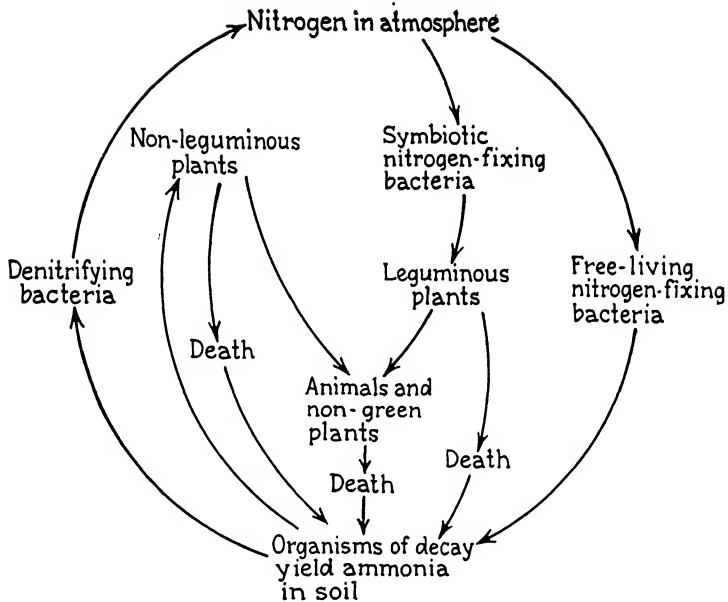 Nitrogen in atmosphere
Non-leguminous
plants
Symbiotic
nitrogen-fixing
bacteria
Denitrifying
bacteria
Leguminous
plants
Free-living
nitrogen-fixing
bacteria
Death
Animals and
non-green
plants
Death
Death
Organisms of decay
yield ammonia
in soil